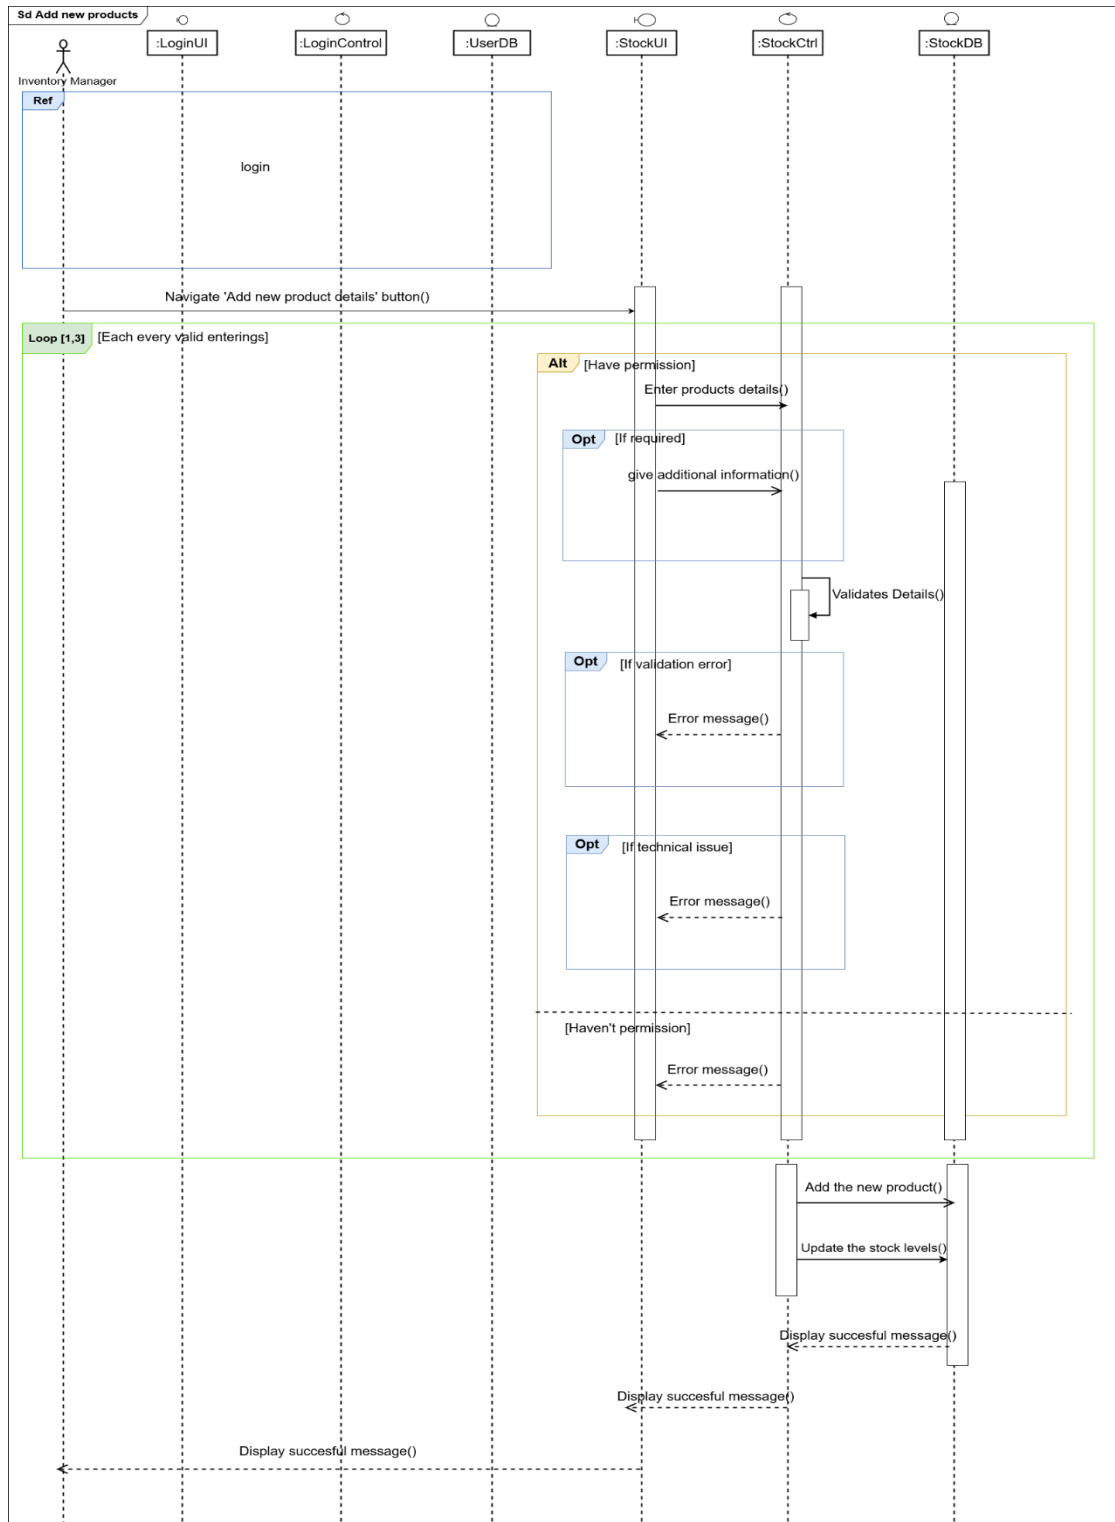 Sd Add new products
:LoginUI
:LoginControl
:UserDB
:StockUI
:StockCtrl
:StockDB
Inventory Manager
Ref
login
Navigate 'Add new product details' button()
Loop [1,3]
[Each every valid enterings]
Alt
[Have permission]
Enter products details()
Opt
[If required]
give additional information()
Validates Details()
Opt
[If validation error]
Error message()
Opt
[If technical issue]
Error message()
[Haven't permission]
Error message()
Add the new product()
Update the stock levels()
Display succesful message()
Display succesful message()
Display succesful message()